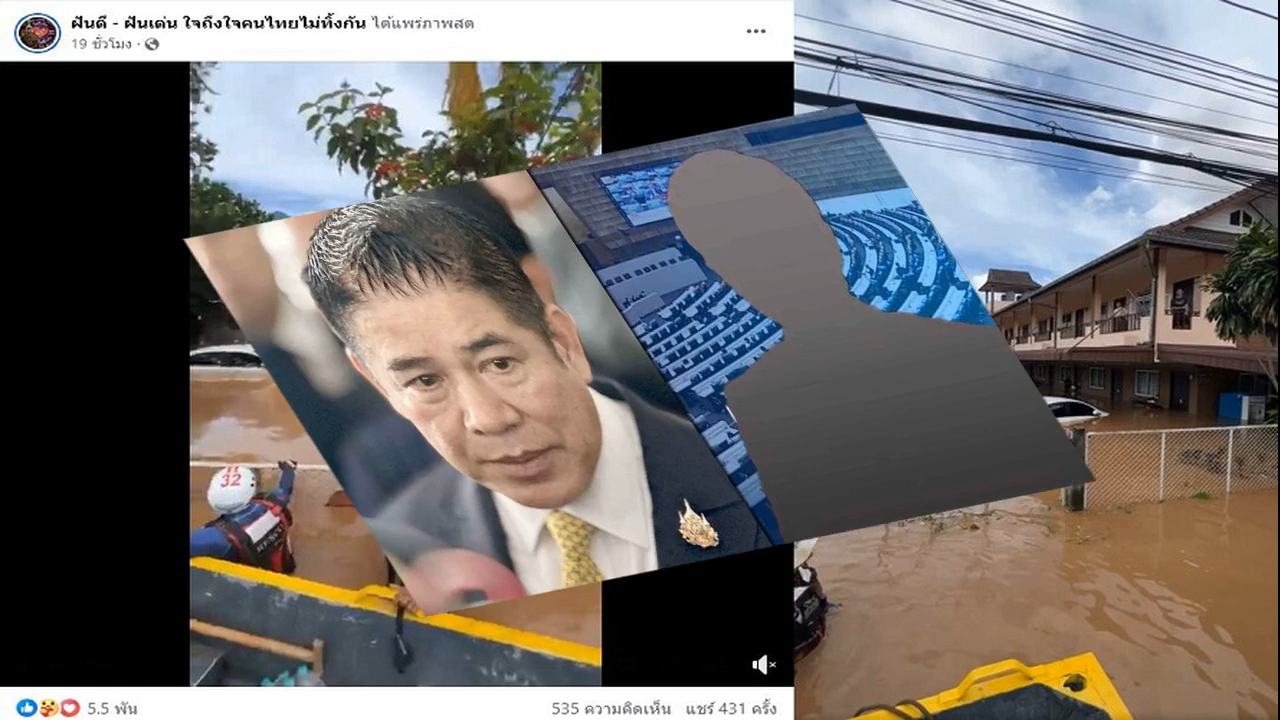 ฝันดี - ฝันเด่น ใจถึงใจคนไทยไม่ทิ้งกัน ได้แพร่ภาพสด
19 ชั่วโมง ·
32
5.5 พัน
535 ความคิดเห็น แชร์ 431 ครั้ง